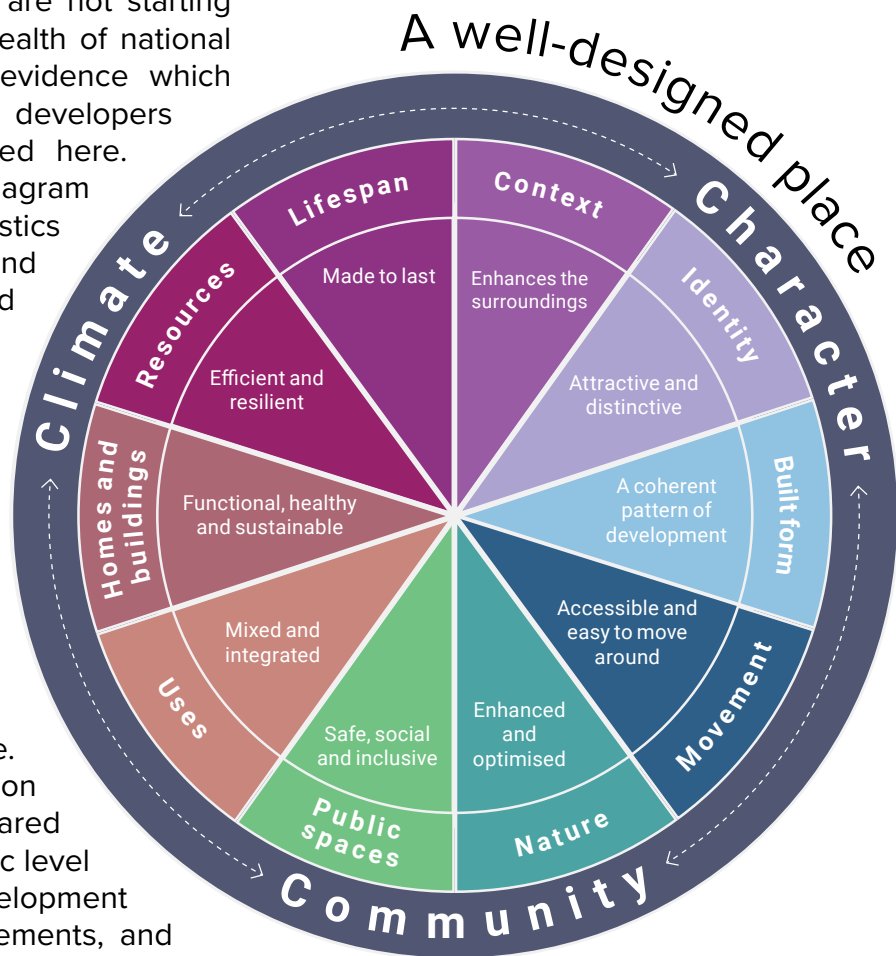 are not starting
ealth of national
evidence which
developers
ed here.
agram
stics
nd
d
A well-designed place
Climate
Character
Community
Lifespan
Made to last
Context
Enhances the
surroundings
Identity
Attractive and
distinctive
Built form
A coherent
pattern of
development
Movement
Accessible and
easy to move
around
Nature
Enhanced
and
optimised
Public
spaces
Safe, social
and inclusive
Uses
Mixed and
integrated
Homes and
buildings
Functional, healthy
and sustainable
Resources
Efficient and
resilient
e.
on
ared
c level
elopment
ements, and